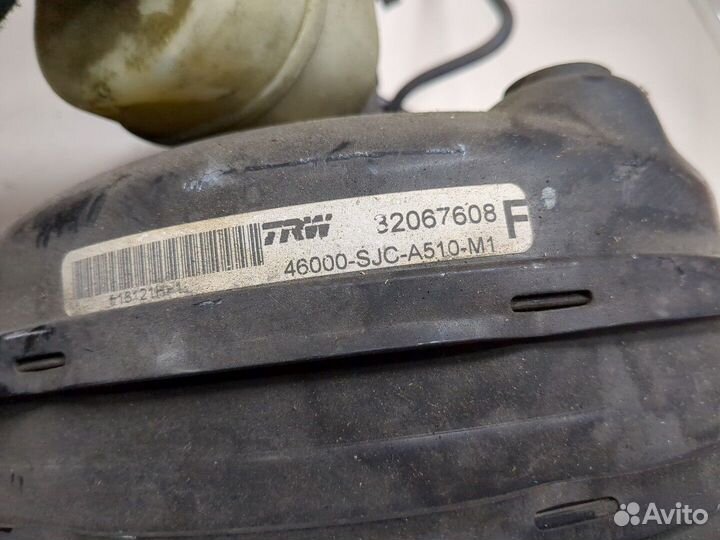 TRW 32067608 F
46000-SJC-A510-M1
Avito